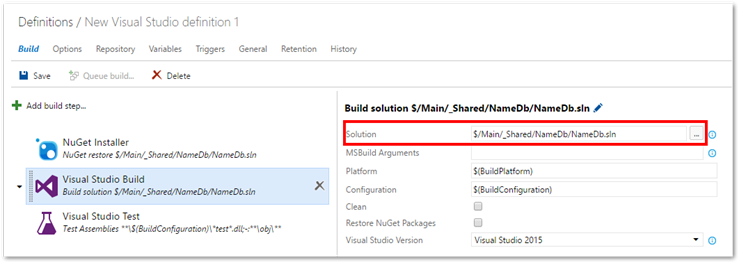 Definitions / New Visual Studio definition 1
Build Options Repository Variables Triggers General Retention History
Save Queue build... Delete
Add build step...
NuGet Installer
NuGet restore $/Main/_Shared/NameDb/NameDb.sln
Visual Studio Build
Build solution $/Main/_Shared/NameDb/NameDb.sln
Visual Studio Test
Test Assemblies **\$(BuildConfiguration)\*test*.dll;-:**\obj\**
Build solution $/Main/_Shared/NameDb/NameDb.sln
Solution $/Main/_Shared/NameDb/NameDb.sln ...
MSBuild Arguments
Platform $(BuildPlatform)
Configuration $(BuildConfiguration)
Clean
Restore NuGet Packages
Visual Studio Version Visual Studio 2015